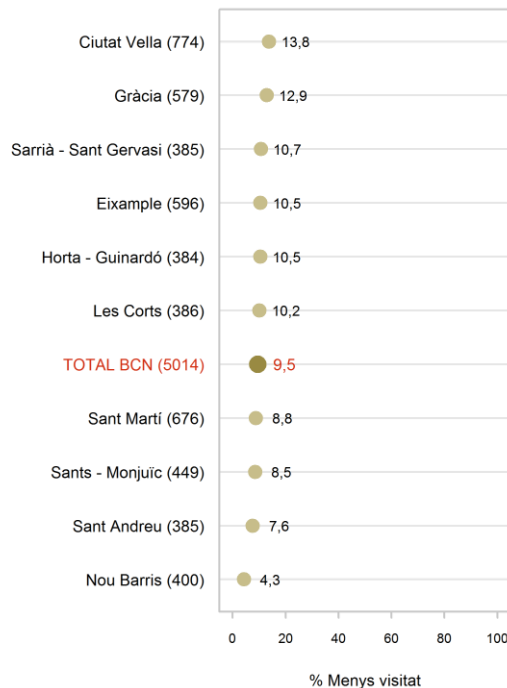 Ciutat Vella (774) 13,8
Gràcia (579) 12,9
Sarrià - Sant Gervasi (385) 10,7
Eixample (596) 10,5
Horta - Guinardó (384) 10,5
Les Corts (386) 10,2
TOTAL BCN (5014) 9,5
Sant Martí (676) 8,8
Sants - Monjuïc (449) 8,5
Sant Andreu (385) 7,6
Nou Barris (400) 4,3
0 20 40 60 80 100
% Menys visitat